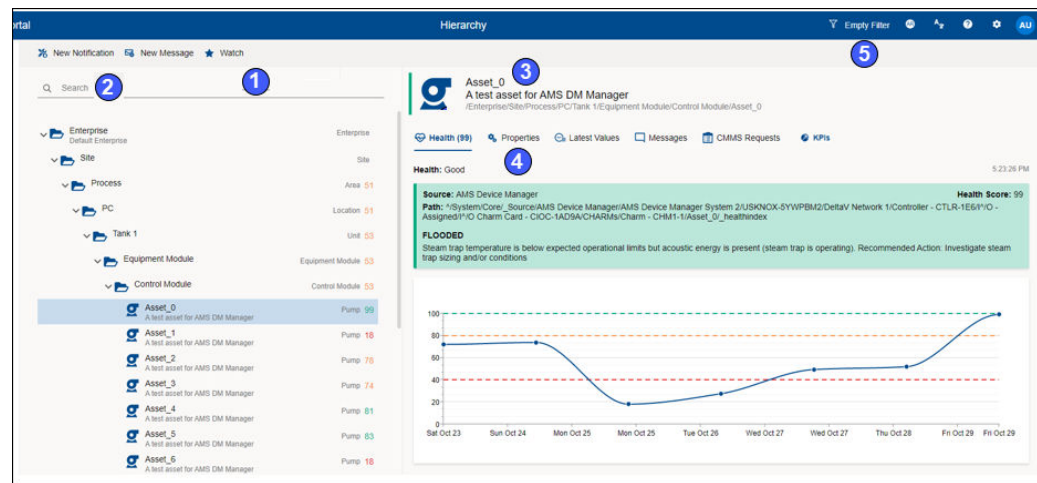 ortal
Hierarchy
Empty Filter
AU
New Notification New Message Watch
1
2
3
4
5
Search
Enterprise Enterprise
Default Enterprise
Site Site
Process Area 51
PC Location 51
Tank 1 Unit 53
Equipment Module Equipment Module 53
Control Module Control Module 53
Asset_0 Pump 99
A test asset for AMS DM Manager
Asset_1 Pump 18
A test asset for AMS DM Manager
Asset_2 Pump 76
A test asset for AMS DM Manager
Asset_3 Pump 74
A test asset for AMS DM Manager
Asset_4 Pump 81
A test asset for AMS DM Manager
Asset_5 Pump 83
A test asset for AMS DM Manager
Asset_6 Pump 18
A test asset for AMS DM Manager
Asset_0
A test asset for AMS DM Manager
/Enterprise/Site/Process/PC/Tank 1/Equipment Module/Control Module/Asset_0
Health (99) Properties Latest Values Messages CMMS Requests KPIs
Health: Good 5:23:26 PM
Source: AMS Device Manager Health Score: 99
Path: ^/System/Core/_Source/AMS Device Manager/AMS Device Manager System 2/USKNOX-5YWPBM2/DeltaV Network 1/Controller - CTLR-1E6/I^/O -
Assigned/I^/O Charm Card - CIOC-1AD9A/CHARMs/Charm - CHM1-1/Asset_0/_healthindex
FLOODED
Steam trap temperature is below expected operational limits but acoustic energy is present (steam trap is operating). Recommended Action: Investigate steam
trap sizing and/or conditions
100
80
60
40
20
0
Sat Oct 23 Sun Oct 24 Mon Oct 25 Mon Oct 25 Tue Oct 26 Wed Oct 27 Wed Oct 27 Thu Oct 28 Fri Oct 29 Fri Oct 29